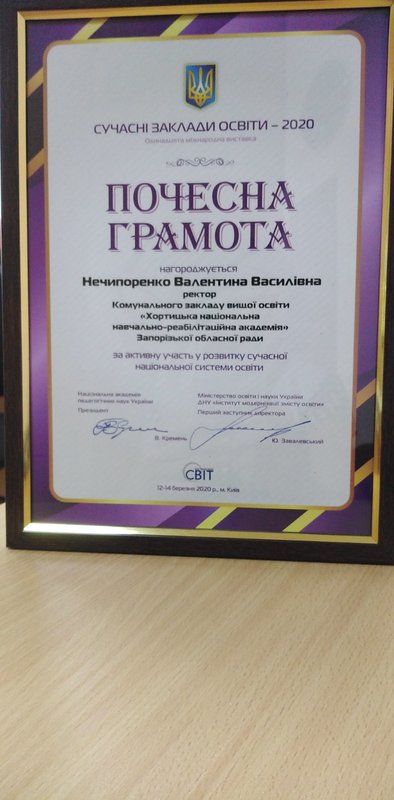 СУЧАСНІ ЗАКЛАДИ ОСВІТИ – 2020
Одинадцята міжнародна виставка
ПОЧЕСНА
ГРАМОТА
нагороджується
Нечипоренко Валентина Василівна
ректор
Комунального закладу вищої освіти
«Хортицька національна
навчально-реабілітаційна академія»
Запорізької обласної ради
за активну участь у розвитку сучасної
національної системи освіти
Національна академія
педагогічних наук України
Президент
В. Кремень
Міністерство освіти і науки України
ДНУ «Інститут модернізації змісту освіти»
Перший заступник директора
Ю. Завалевський
СВІТ
12-14 березня 2020 р., м. Київ